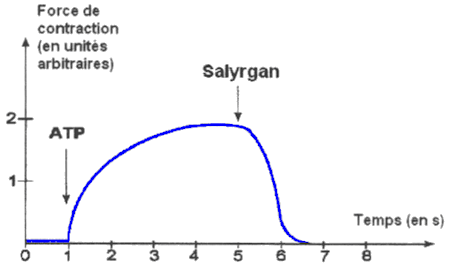 Force de
contraction
(en unités
arbitraires)
Salyrgan
2
ATP
1
Temps (en s)
0 1 2 3 4 5 6 7 8